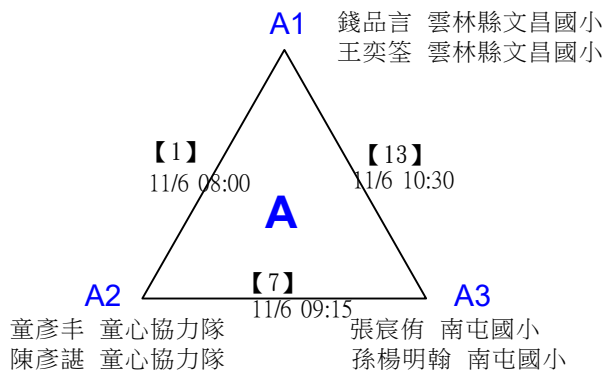 A1
錢品言 雲林縣文昌國小
王奕筌 雲林縣文昌國小
【1】
11/6 08:00
【13】
11/6 10:30
A
【7】
11/6 09:15
A2
童彥丰 童心協力隊
陳彥諶 童心協力隊
A3
張宸侑 南屯國小
孫楊明翰 南屯國小